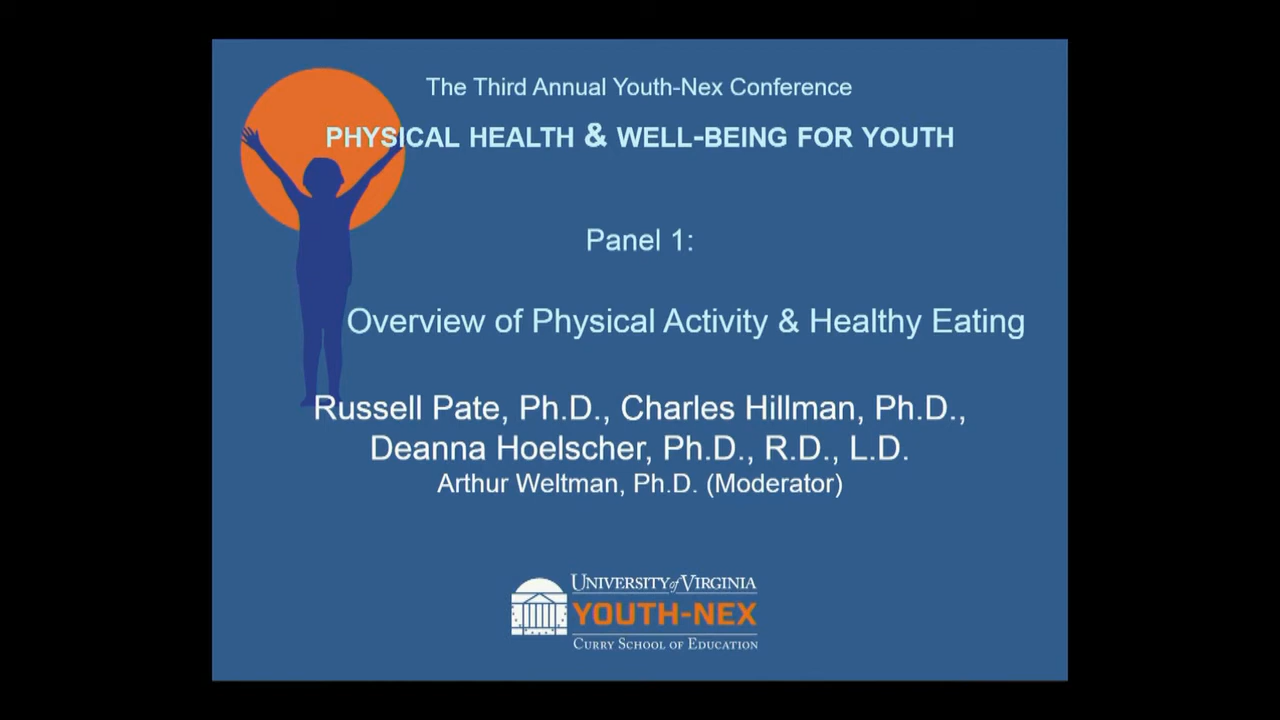 The Third Annual Youth-Nex Conference
PHYSICAL HEALTH & WELL-BEING FOR YOUTH
Panel 1:
Overview of Physical Activity & Healthy Eating
Russell Pate, Ph.D., Charles Hillman, Ph.D.,
Deanna Hoelscher, Ph.D., R.D., L.D.
Arthur Weltman, Ph.D. (Moderator)
UNIVERSITY of VIRGINIA
YOUTH-NEX
CURRY SCHOOL OF EDUCATION